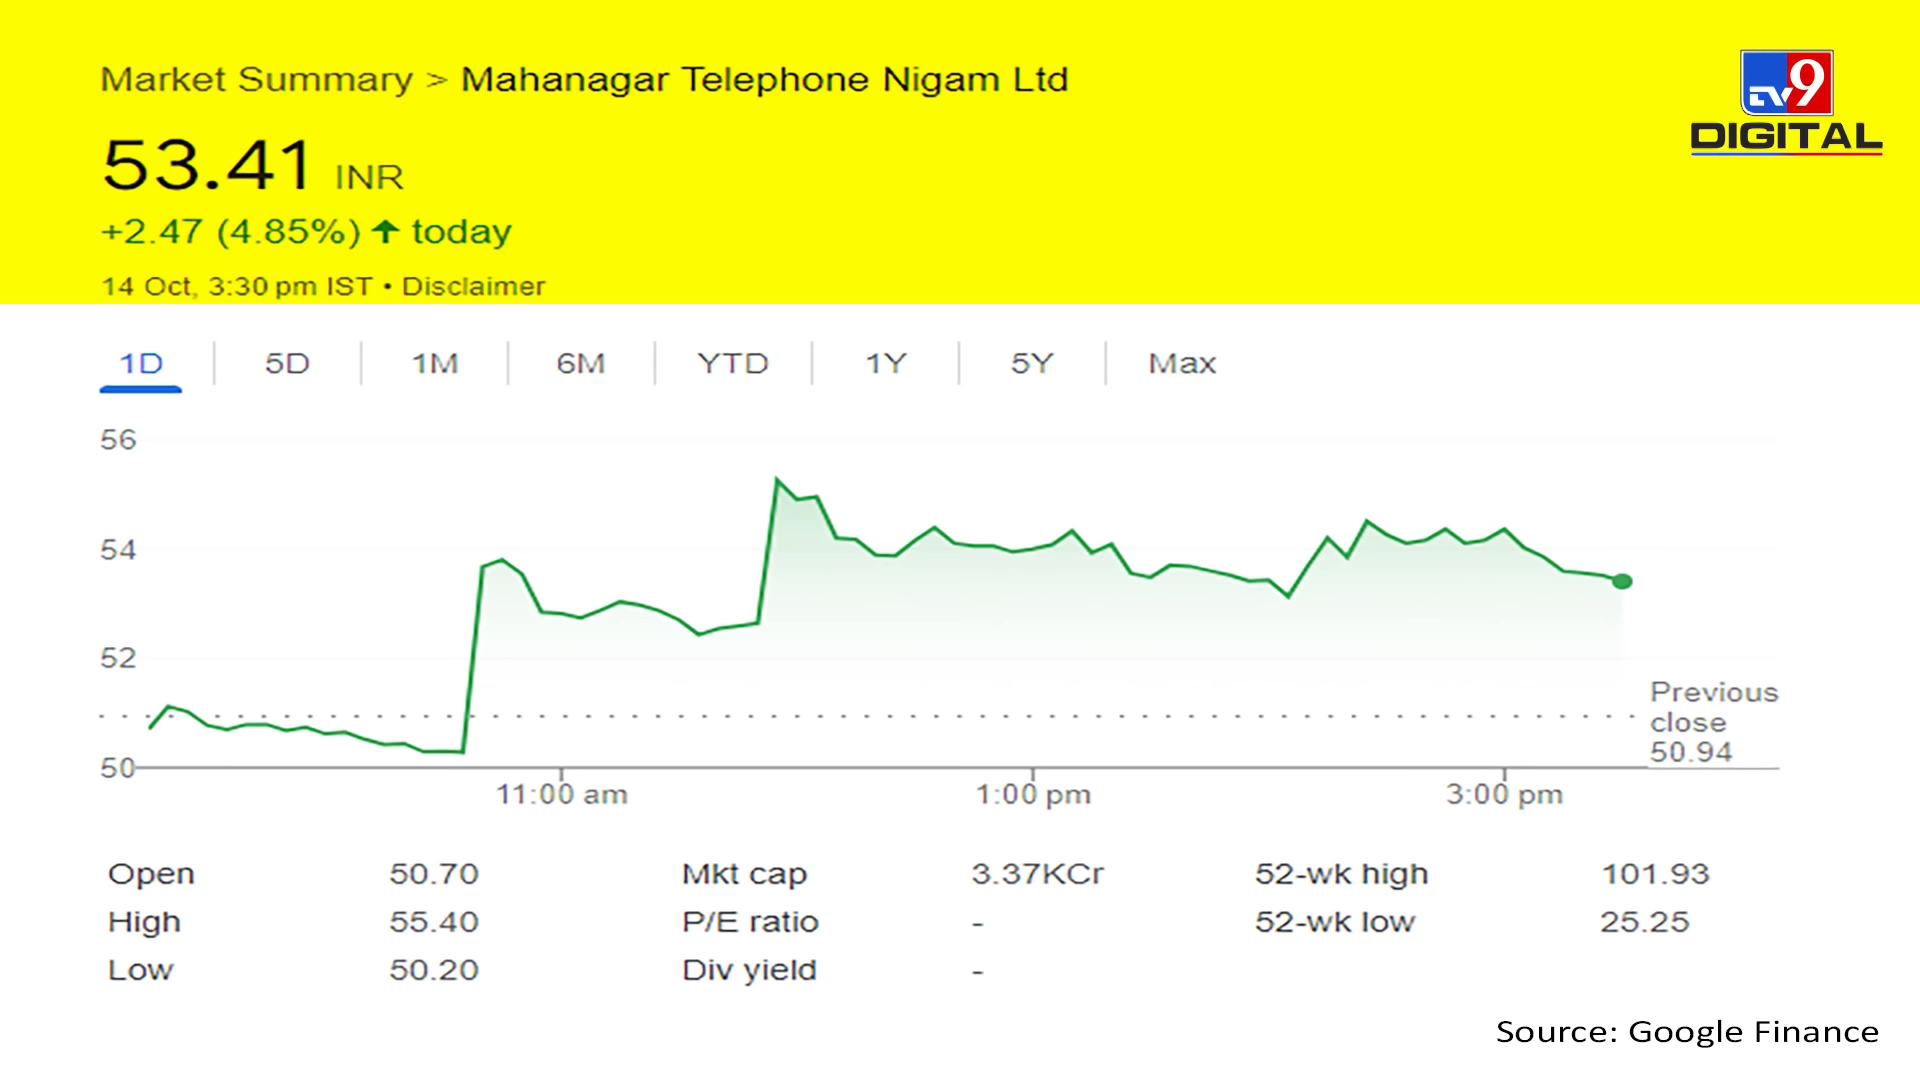 Market Summary > Mahanagar Telephone Nigam Ltd
TV9
DIGITAL
53.41 INR
+2.47 (4.85%) ↑ today
14 Oct, 3:30 pm IST • Disclaimer
1D 5D 1M 6M YTD 1Y 5Y Max
56
54
52
50
Previous
close
50.94
11:00 am 1:00 pm 3:00 pm
Open 50.70 Mkt cap 3.37KCr 52-wk high 101.93
High 55.40 P/E ratio - 52-wk low 25.25
Low 50.20 Div yield -
Source: Google Finance